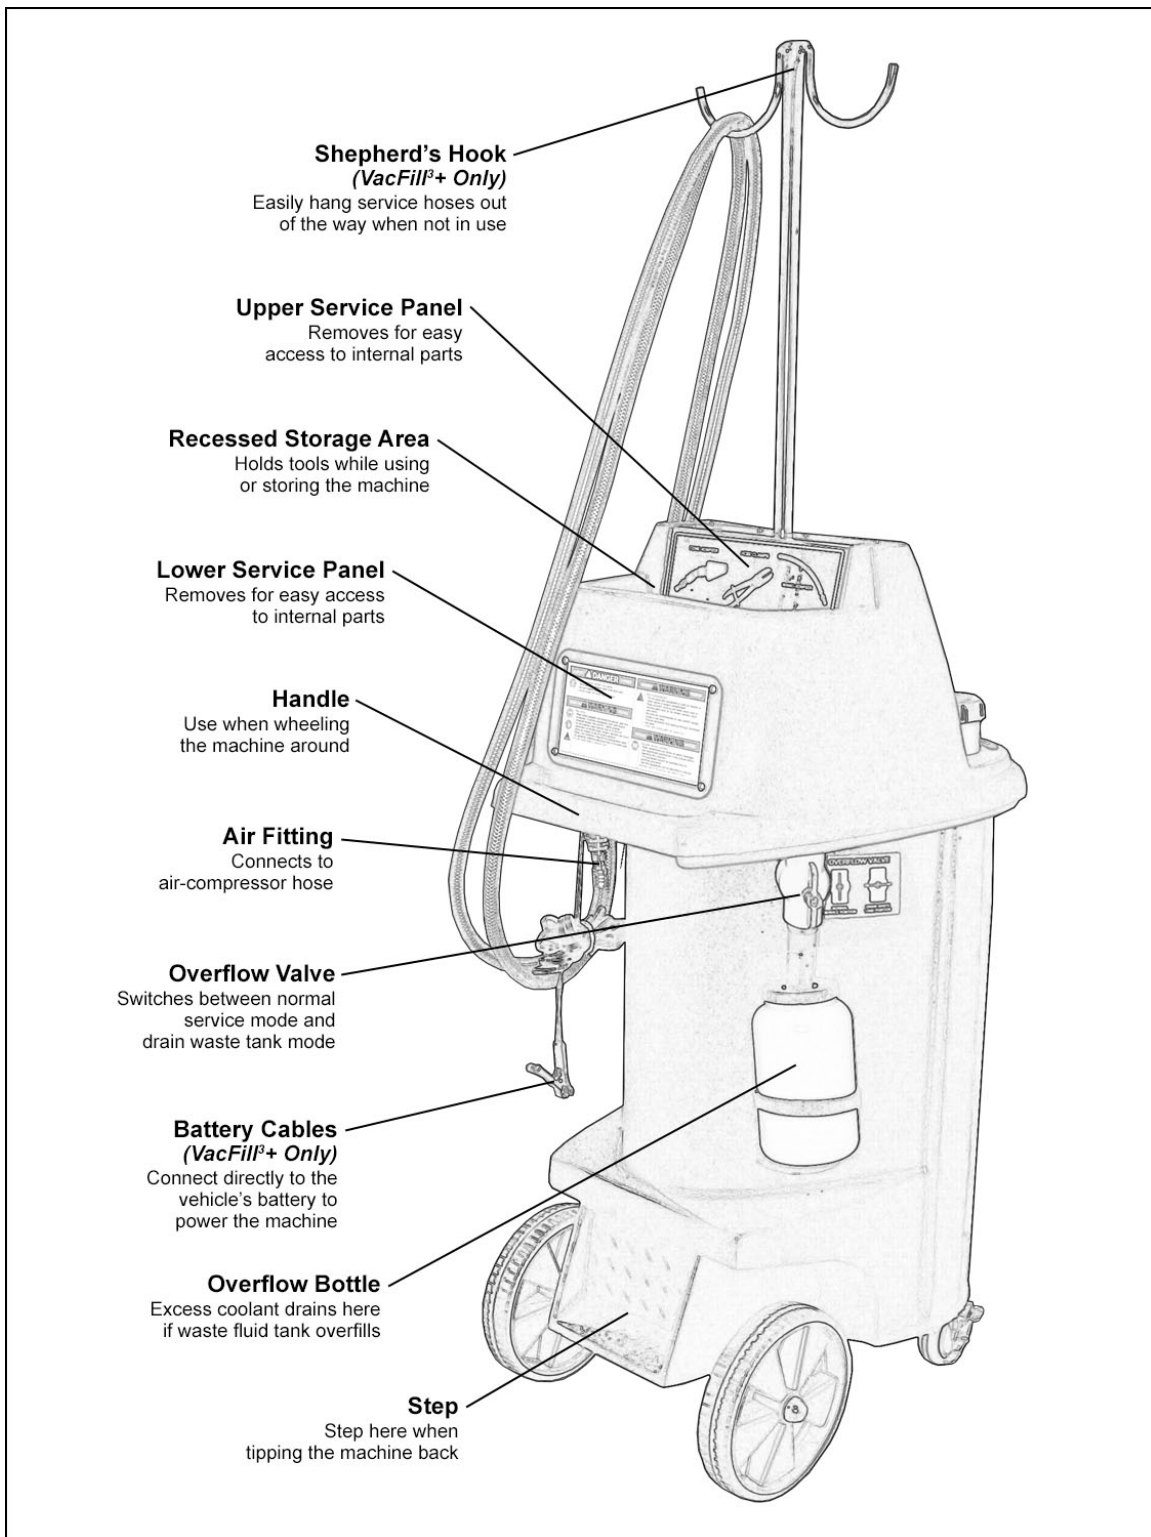 Shepherd's Hook
(VacFill³+ Only)
Easily hang service hoses out
of the way when not in use
Upper Service Panel
Removes for easy
access to internal parts
Recessed Storage Area
Holds tools while using
or storing the machine
Lower Service Panel
Removes for easy access
to internal parts
DANGER
WARNING
WARNING
WARNING
Handle
Use when wheeling
the machine around
Air Fitting
Connects to
air-compressor hose
OVERFLOW VALVE
Overflow Valve
Switches between normal
service mode and
drain waste tank mode
Battery Cables
(VacFill³+ Only)
Connect directly to the
vehicle's battery to
power the machine
Overflow Bottle
Excess coolant drains here
if waste fluid tank overfills
Step
Step here when
tipping the machine back